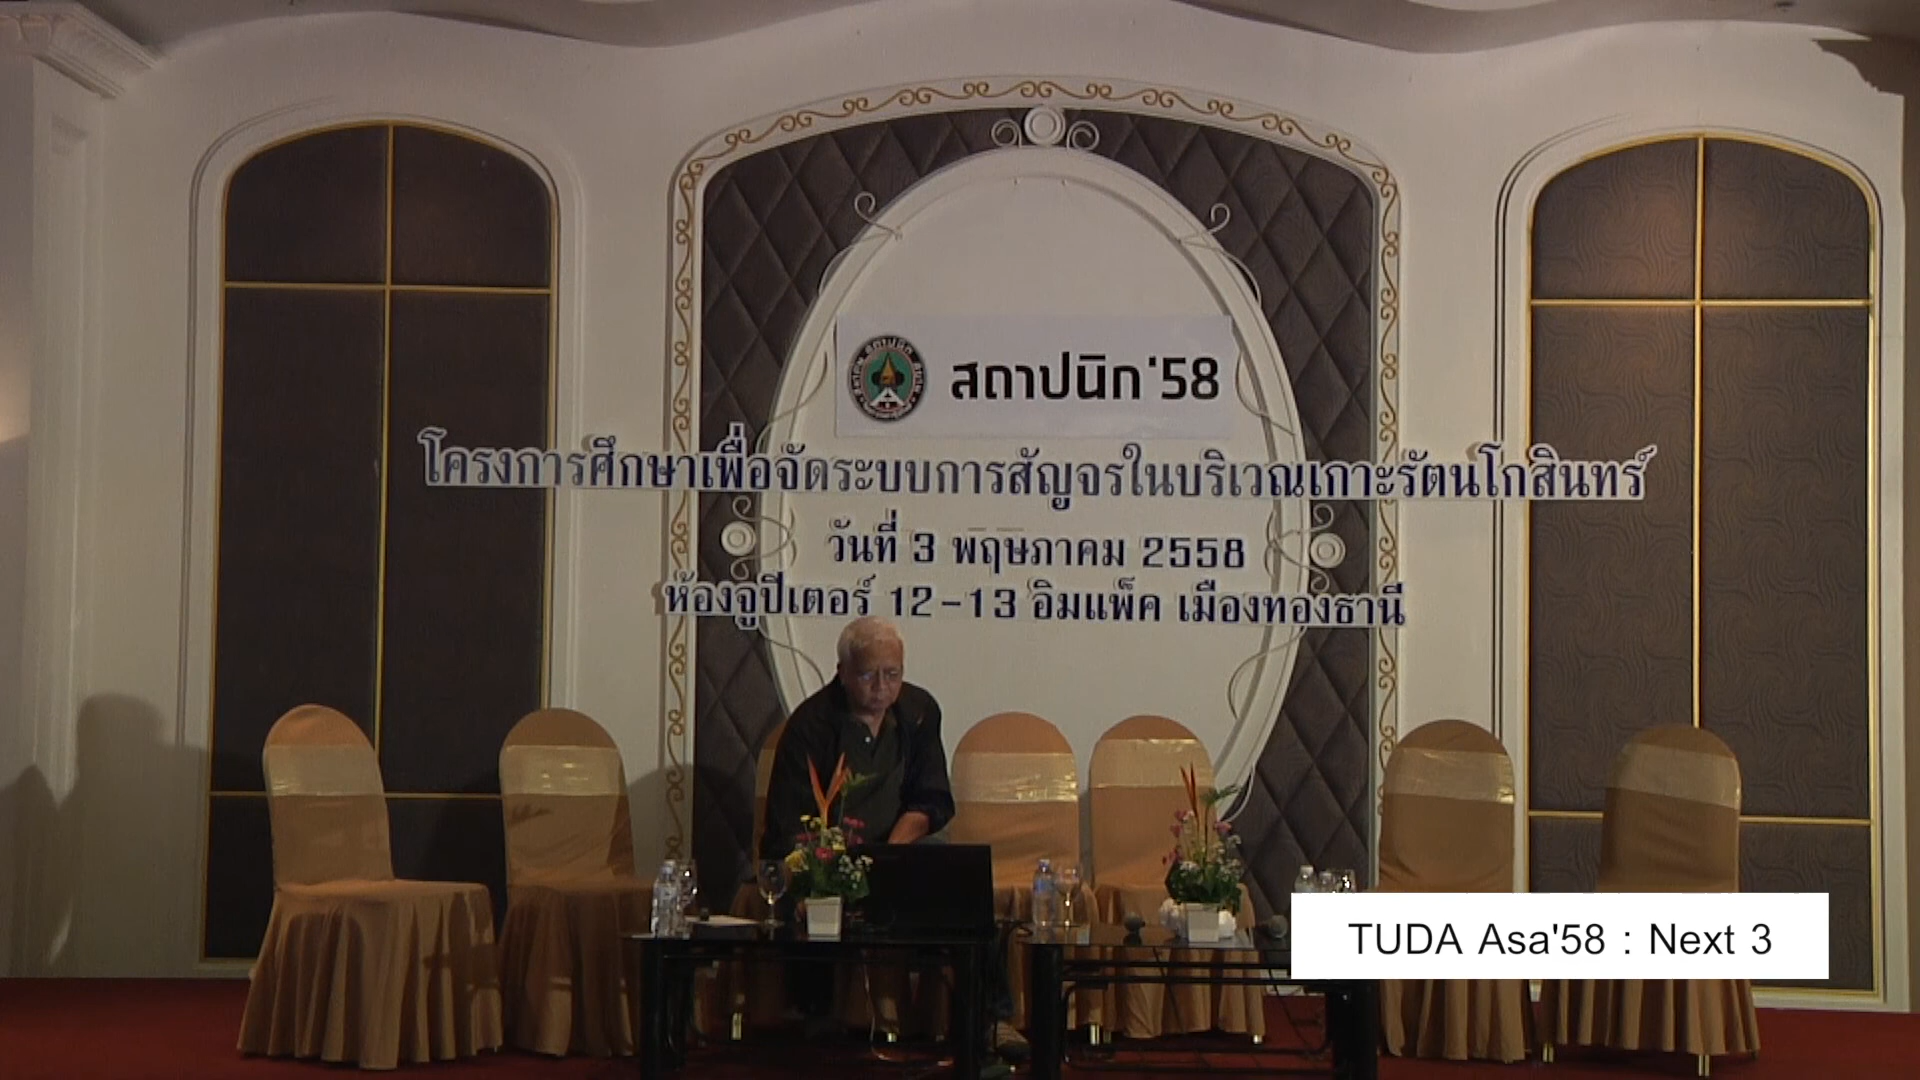 สถาปนิก '58
โครงการศึกษาเพื่อจัดระบบการสัญจรในบริเวณเกาะรัตนโกสินทร์
วันที่ 3 พฤษภาคม 2558
ห้องจูปีเตอร์ 12-13 อิมแพ็ค เมืองทองธานี
TUDA Asa'58 : Next 3